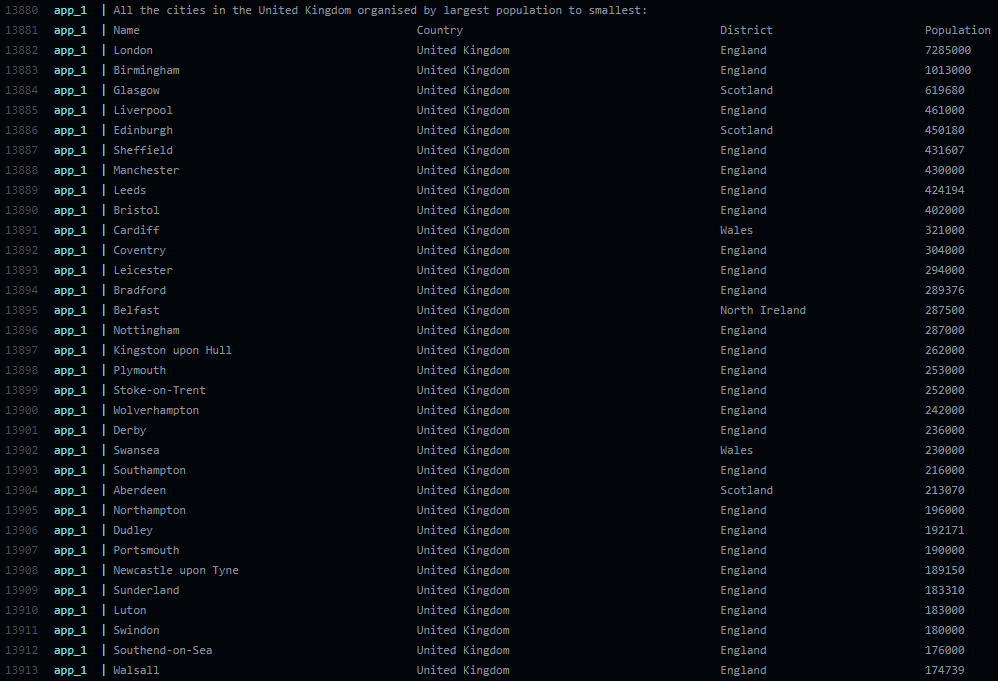 13880 app_1 | All the cities in the United Kingdom organised by largest population to smallest:
13881 app_1 | Name Country District Population
13882 app_1 | London United Kingdom England 7285000
13883 app_1 | Birmingham United Kingdom England 1013000
13884 app_1 | Glasgow United Kingdom Scotland 619680
13885 app_1 | Liverpool United Kingdom England 461000
13886 app_1 | Edinburgh United Kingdom Scotland 450180
13887 app_1 | Sheffield United Kingdom England 431607
13888 app_1 | Manchester United Kingdom England 430000
13889 app_1 | Leeds United Kingdom England 424194
13890 app_1 | Bristol United Kingdom England 402000
13891 app_1 | Cardiff United Kingdom Wales 321000
13892 app_1 | Coventry United Kingdom England 304000
13893 app_1 | Leicester United Kingdom England 294000
13894 app_1 | Bradford United Kingdom England 289376
13895 app_1 | Belfast United Kingdom North Ireland 287500
13896 app_1 | Nottingham United Kingdom England 287000
13897 app_1 | Kingston upon Hull United Kingdom England 262000
13898 app_1 | Plymouth United Kingdom England 253000
13899 app_1 | Stoke-on-Trent United Kingdom England 252000
13900 app_1 | Wolverhampton United Kingdom England 242000
13901 app_1 | Derby United Kingdom England 236000
13902 app_1 | Swansea United Kingdom Wales 230000
13903 app_1 | Southampton United Kingdom England 216000
13904 app_1 | Aberdeen United Kingdom Scotland 213070
13905 app_1 | Northampton United Kingdom England 196000
13906 app_1 | Dudley United Kingdom England 192171
13907 app_1 | Portsmouth United Kingdom England 190000
13908 app_1 | Newcastle upon Tyne United Kingdom England 189150
13909 app_1 | Sunderland United Kingdom England 183310
13910 app_1 | Luton United Kingdom England 183000
13911 app_1 | Swindon United Kingdom England 180000
13912 app_1 | Southend-on-Sea United Kingdom England 176000
13913 app_1 | Walsall United Kingdom England 174739